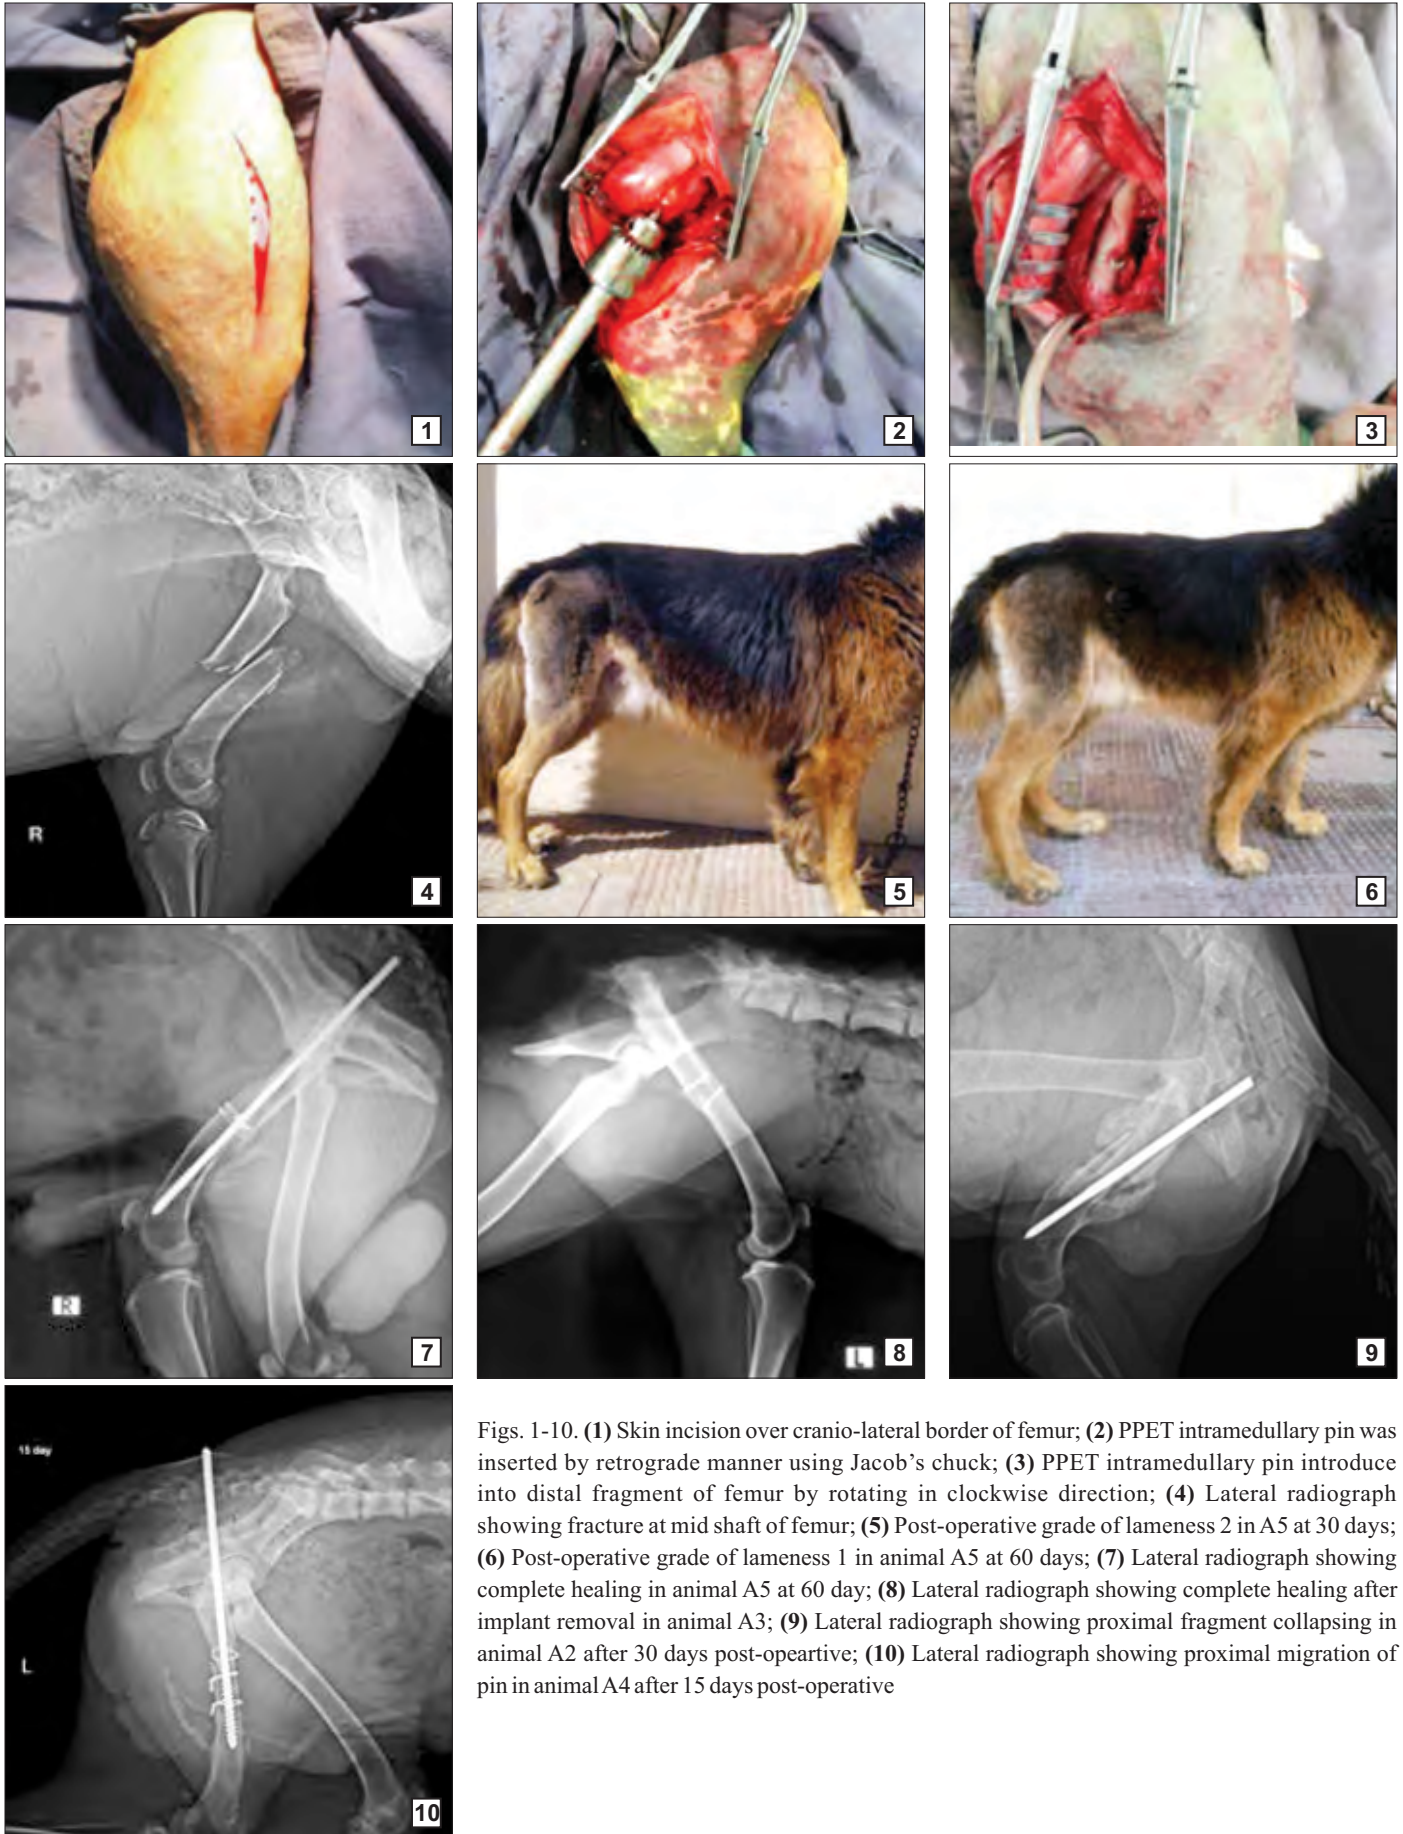 1
2
3
R
4
5
6
R
7
L
8
9
15 day
L
10
Figs. 1-10. (1) Skin incision over cranio-lateral border of femur; (2) PPET intramedullary pin was
inserted by retrograde manner using Jacob's chuck; (3) PPET intramedullary pin introduce
into distal fragment of femur by rotating in clockwise direction; (4) Lateral radiograph
showing fracture at mid shaft of femur; (5) Post-operative grade of lameness 2 in A5 at 30 days;
(6) Post-operative grade of lameness 1 in animal A5 at 60 days; (7) Lateral radiograph showing
complete healing in animal A5 at 60 day; (8) Lateral radiograph showing complete healing after
implant removal in animal A3; (9) Lateral radiograph showing proximal fragment collapsing in
animal A2 after 30 days post-opeartive; (10) Lateral radiograph showing proximal migration of
pin in animal A4 after 15 days post-operative